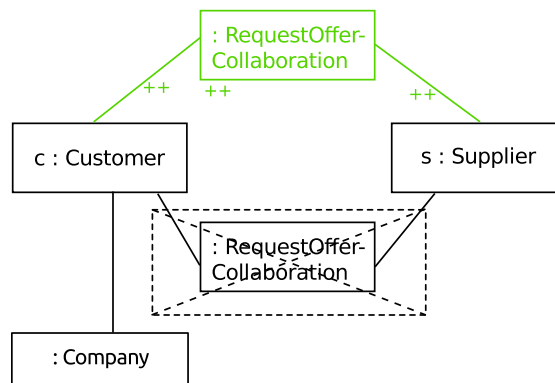 : RequestOffer-
Collaboration
++
++
++
c : Customer
s : Supplier
: RequestOffer-
Collaboration
: Company